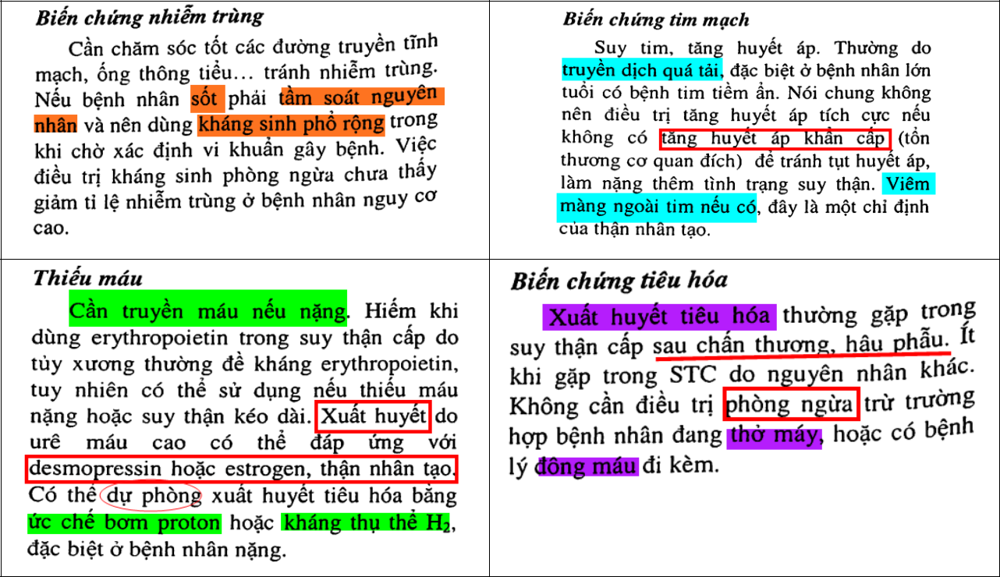 Biến chứng nhiễm trùng
Cần chăm sóc tốt các đường truyền tĩnh
mạch, ống thông tiểu... tránh nhiễm trùng.
Nếu bệnh nhân sốt phải tầm soát nguyên
nhân và nên dùng kháng sinh phổ rộng trong
khi chờ xác định vi khuẩn gây bệnh. Việc
điều trị kháng sinh phòng ngừa chưa thấy
giảm tỉ lệ nhiễm trùng ở bệnh nhân nguy cơ
cao.
Biến chứng tim mạch
Suy tim, tăng huyết áp. Thường do
truyền dịch quá tải, đặc biệt ở bệnh nhân lớn
tuổi có bệnh tim tiềm ẩn. Nói chung không
nên điều trị tăng huyết áp tích cực nếu
không có tăng huyết áp khẩn cấp (tổn
thương cơ quan đích) để tránh tụt huyết áp,
làm nặng thêm tình trạng suy thận. Viêm
màng ngoài tim nếu có, đây là một chỉ định
của thận nhân tạo.
Thiếu máu
Cần truyền máu nếu nặng. Hiếm khi
dùng erythropoietin trong suy thận cấp do
tủy xương thường đề kháng erythropoietin,
tuy nhiên có thể sử dụng nếu thiếu máu
nặng hoặc suy thận kéo dài. Xuất huyết do
urê máu cao có thể đáp ứng với
desmopressin hoặc estrogen, thận nhân tạo.
Có thể dự phòng xuất huyết tiêu hóa bằng
ức chế bơm proton hoặc kháng thụ thể H₂,
đặc biệt ở bệnh nhân nặng.
Biến chứng tiêu hóa
Xuất huyết tiêu hóa thường gặp trong
suy thận cấp sau chấn thương, hậu phẫu. Ít
khi gặp trong STC do nguyên nhân khác.
Không cần điều trị phòng ngừa trừ trường
hợp bệnh nhân đang thở máy, hoặc có bệnh
lý đông máu đi kèm.